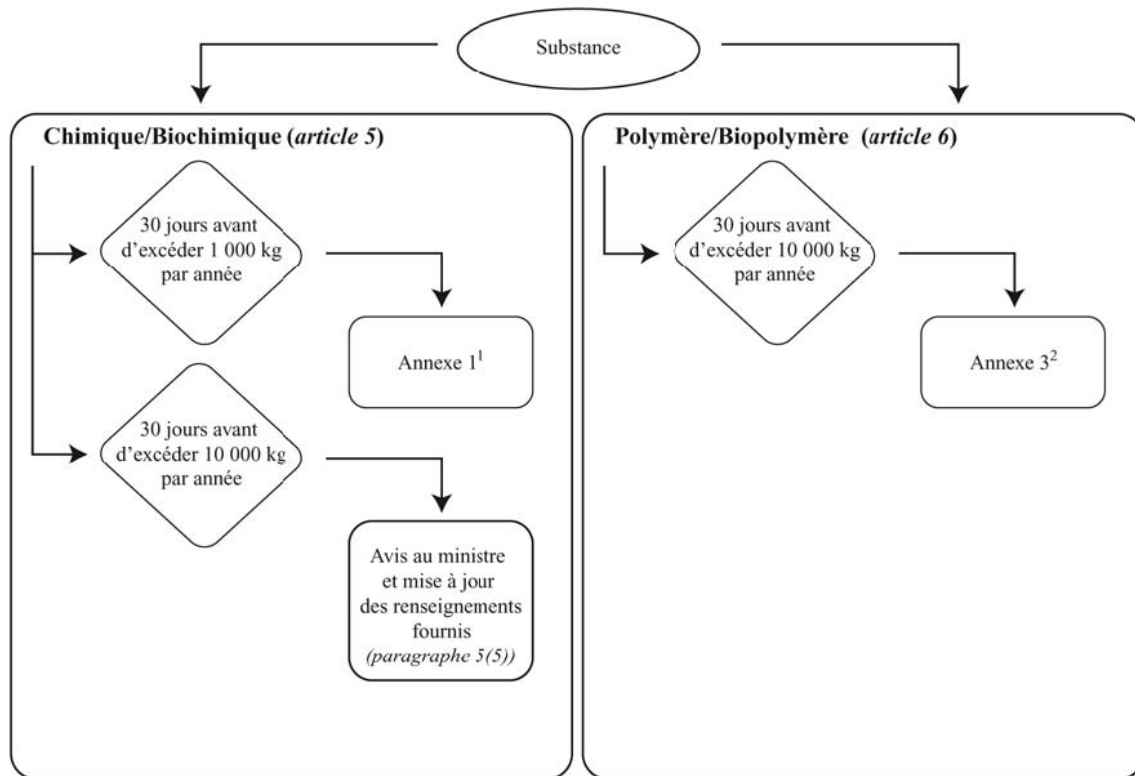 Substance
Chimique/Biochimique (article 5)
30 jours avant
d'excéder 1 000 kg
par année
Annexe 1¹
30 jours avant
d'excéder 10 000 kg
par année
Avis au ministre
et mise à jour
des renseignements
fournis
(paragraphe 5(5))
Polymère/Biopolymère (article 6)
30 jours avant
d'excéder 10 000 kg
par année
Annexe 3²